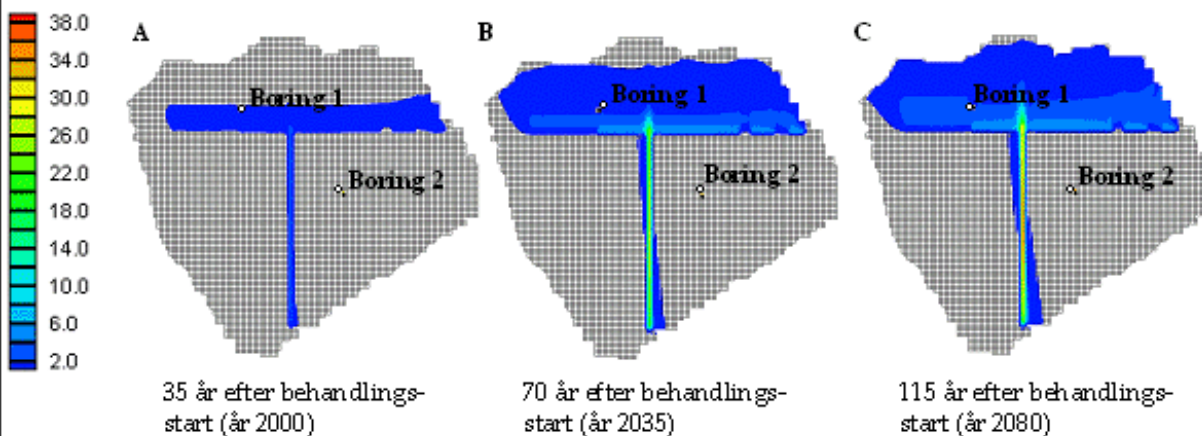 38.0
34.0
30.0
26.0
22.0
18.0
14.0
10.0
6.0
2.0
A
Boring 1
Boring 2
35 år efter behandlings-
start (år 2000)
B
Boring 1
Boring 2
70 år efter behandlings-
start (år 2035)
C
Boring 1
Boring 2
115 år efter behandlings-
start (år 2080)